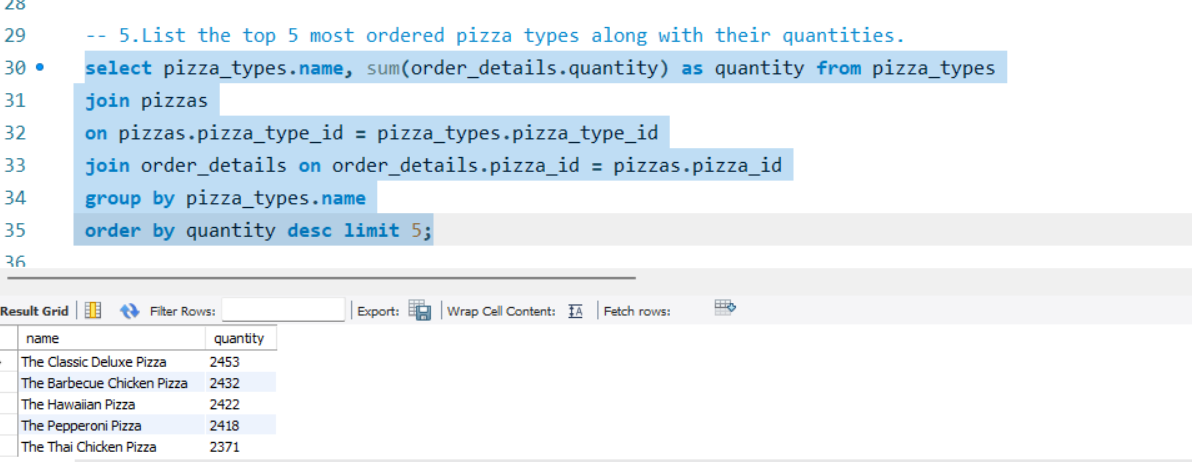 28
29 -- 5.List the top 5 most ordered pizza types along with their quantities.
30 select pizza_types.name, sum(order_details.quantity) as quantity from pizza_types
31 join pizzas
32 on pizzas.pizza_type_id = pizza_types.pizza_type_id
33 join order_details on order_details.pizza_id = pizzas.pizza_id
34 group by pizza_types.name
35 order by quantity desc limit 5;
36
Result Grid Filter Rows: Export: Wrap Cell Content: IA Fetch rows:
name quantity
The Classic Deluxe Pizza 2453
The Barbecue Chicken Pizza 2432
The Hawaiian Pizza 2422
The Pepperoni Pizza 2418
The Thai Chicken Pizza 2371